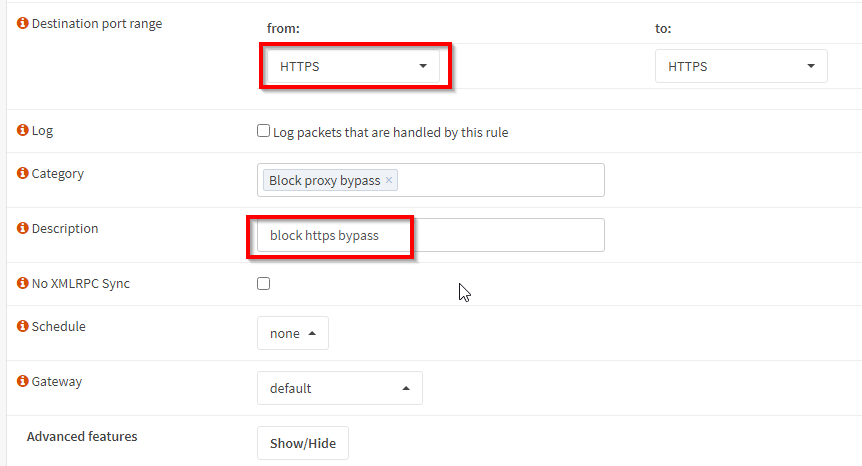 Destination port range
from:
to:
HTTPS
HTTPS
Log
Log packets that are handled by this rule
Category
Block proxy bypass ×
Description
block https bypass
No XMLRPC Sync
Schedule
none
Gateway
default
Advanced features
Show/Hide